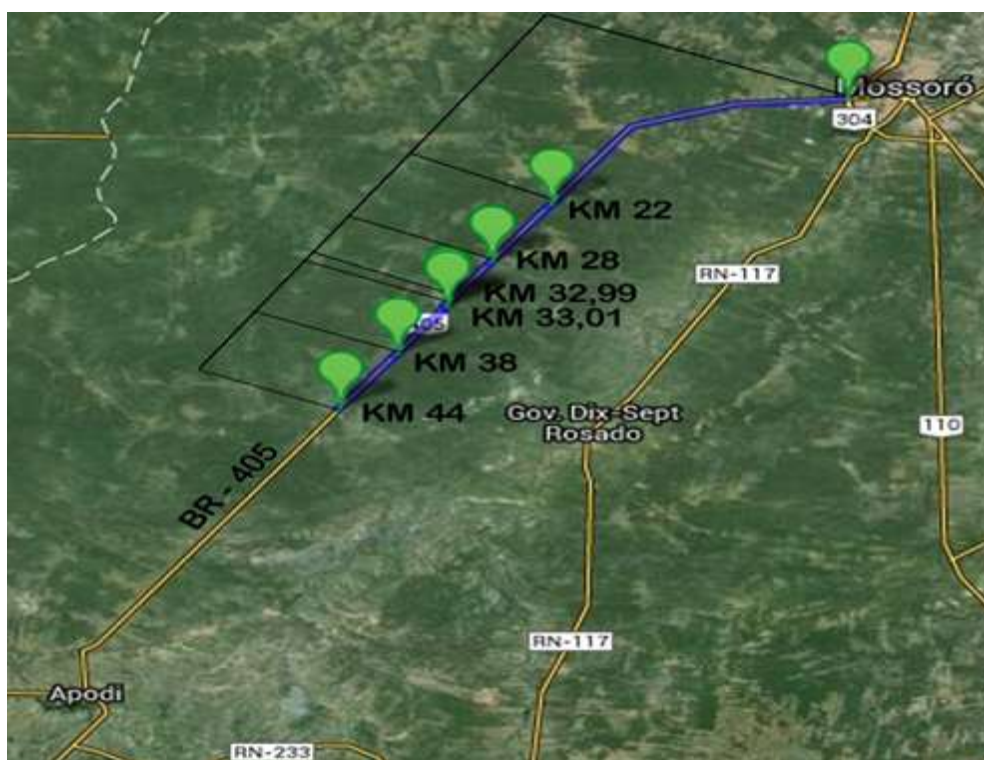 Mossoró
304
KM 22
RN-117
KM 28
KM 32,99
KM 33,01
KM 38
KM 44
Gov. Dix-Sept
Rosado
110
BR - 405
RN-117
Apodi
RN-233